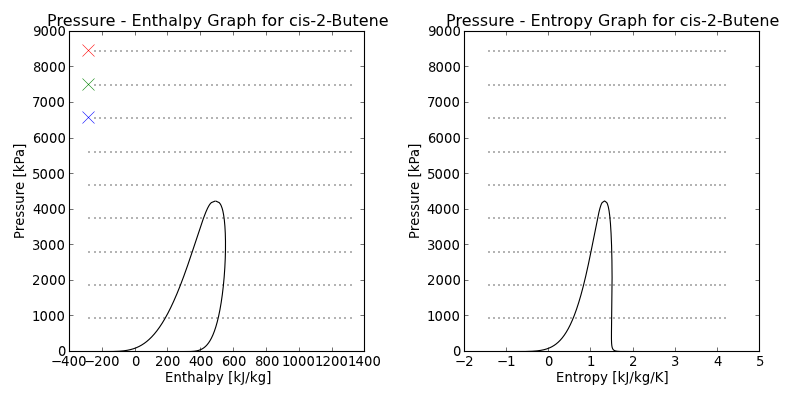 Pressure - Enthalpy Graph for cis-2-Butene
9000
8000
7000
6000
5000
4000
3000
2000
1000
0
Pressure [kPa]
−400 −200 0 200 400 600 800 1000 1200 1400
Enthalpy [kJ/kg]
Pressure - Entropy Graph for cis-2-Butene
9000
8000
7000
6000
5000
4000
3000
2000
1000
0
Pressure [kPa]
−2 −1 0 1 2 3 4 5
Entropy [kJ/kg/K]